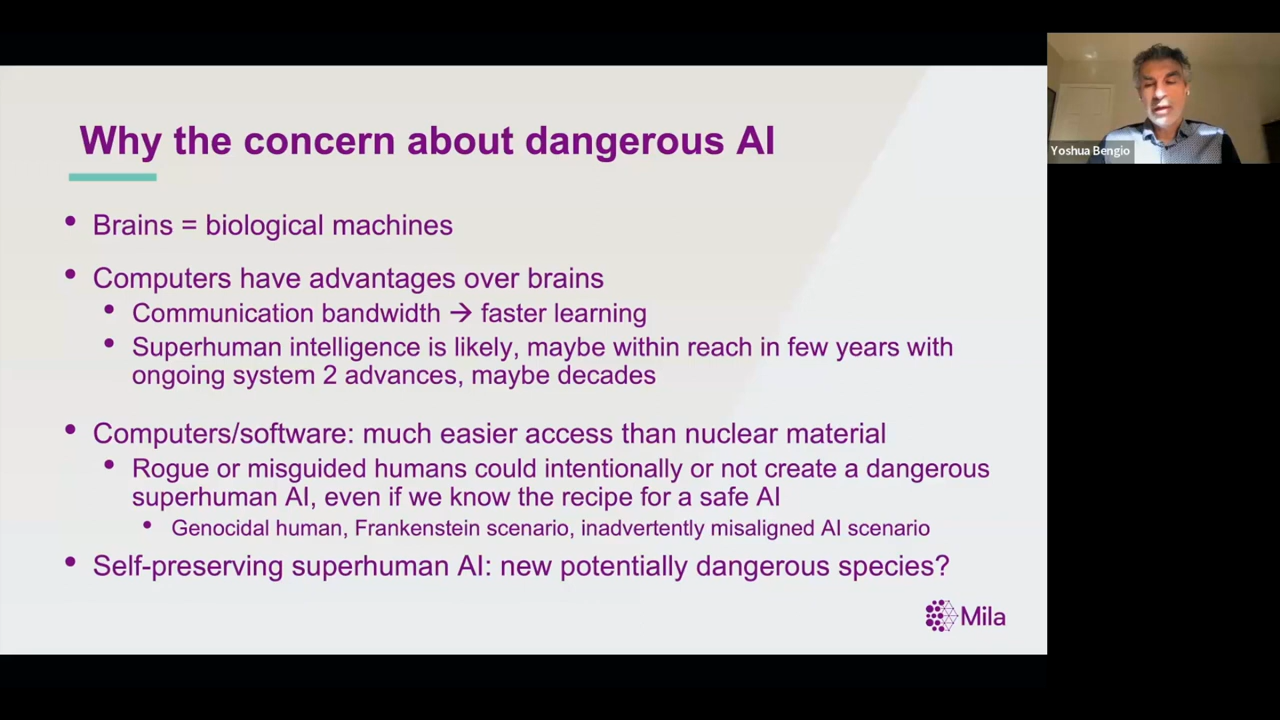 Why the concern about dangerous AI
Yoshua Bengio
• Brains = biological machines
• Computers have advantages over brains
• Communication bandwidth → faster learning
• Superhuman intelligence is likely, maybe within reach in few years with
ongoing system 2 advances, maybe decades
• Computers/software: much easier access than nuclear material
• Rogue or misguided humans could intentionally or not create a dangerous
superhuman AI, even if we know the recipe for a safe AI
• Genocidal human, Frankenstein scenario, inadvertently misaligned AI scenario
• Self-preserving superhuman AI: new potentially dangerous species?
Mila